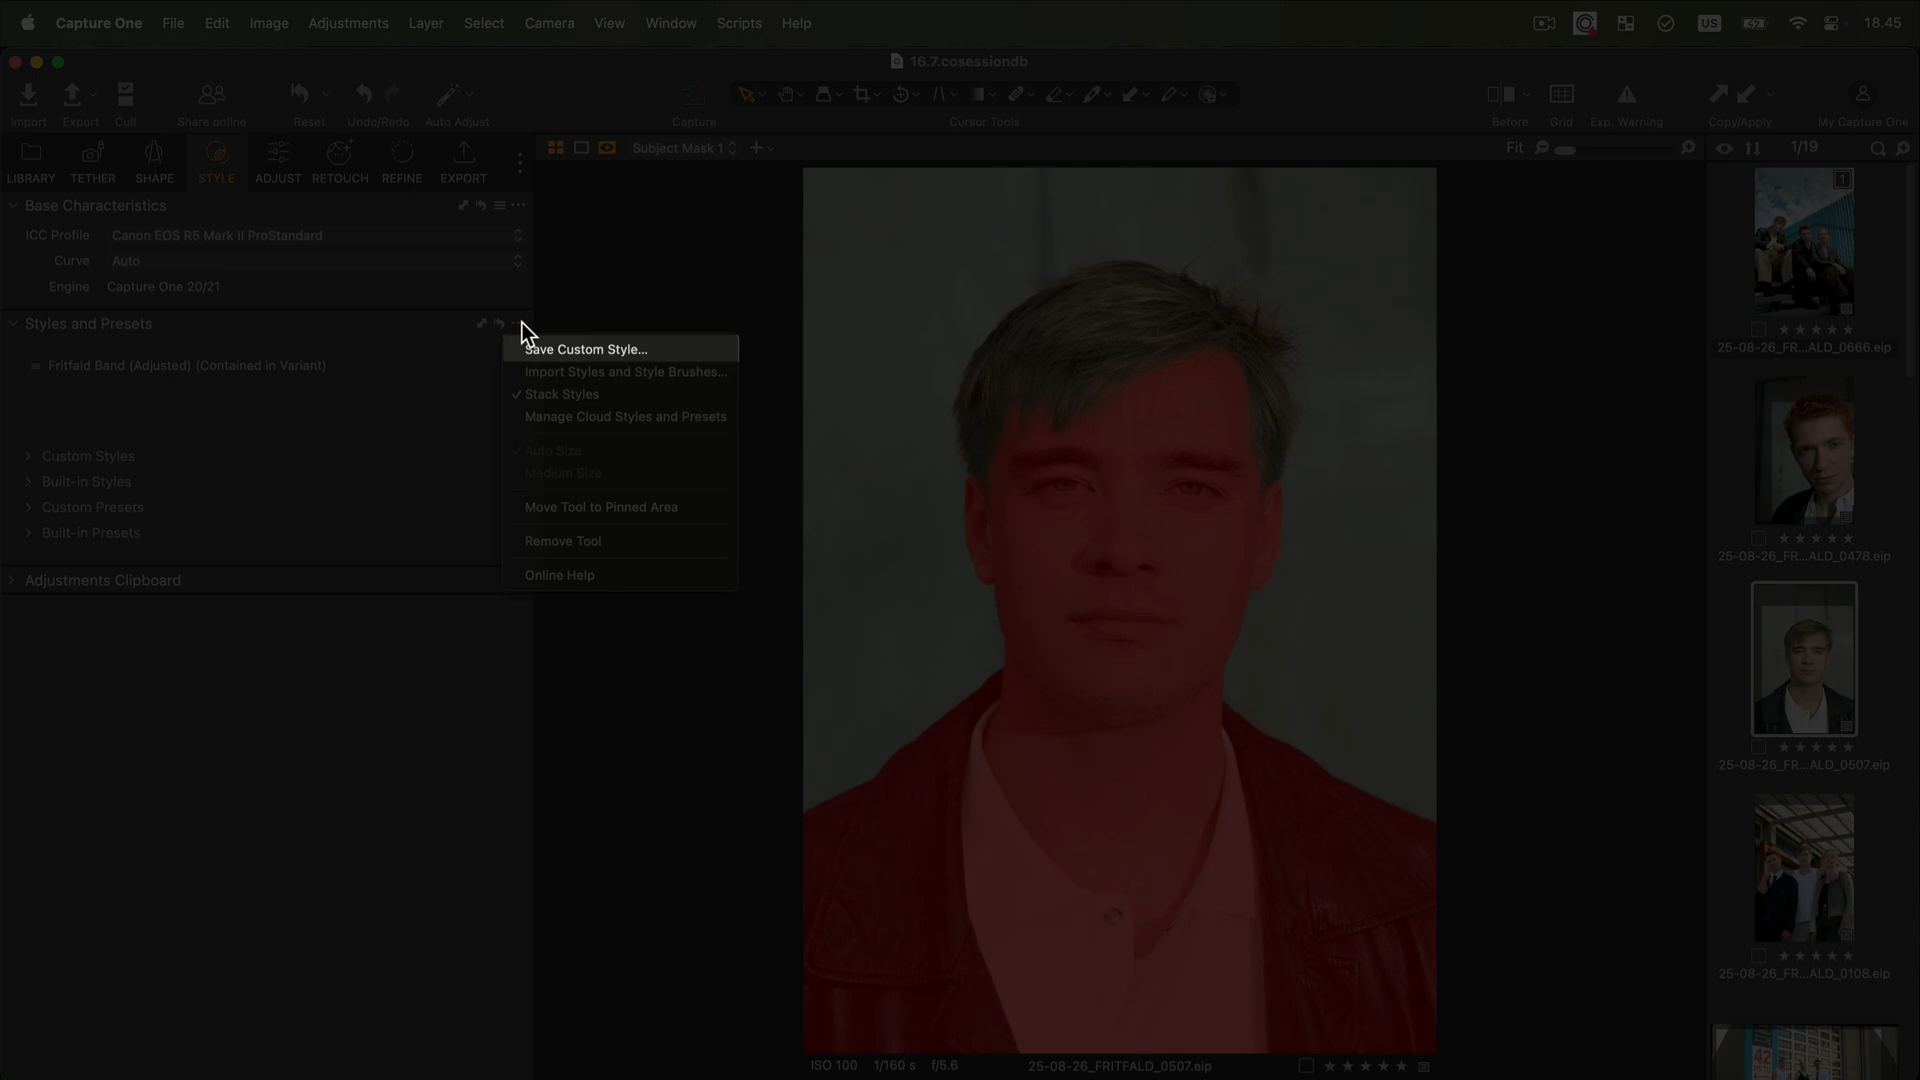 Capture One File Edit Image Adjustments Layer Select Camera View Window Scripts Help US 18.45
16.7.cosessiondb
Import Export Cull Share online Reset Undo/Redo Auto Adjust Capture Cursor Tools Before Grid Exp. Warning Copy/Apply My Capture One
LIBRARY TETHER SHAPE STYLE ADJUST RETOUCH REFINE EXPORT
Subject Mask 1 Fit 1/19
Base Characteristics
ICC Profile Canon EOS R5 Mark II ProStandard
Curve Auto
Engine Capture One 20/21
Styles and Presets
Fritfald Band (Adjusted) (Contained in Variant)
Custom Styles
Built-in Styles
Custom Presets
Built-in Presets
Adjustments Clipboard
Save Custom Style...
Import Styles and Style Brushes...
Stack Styles
Manage Cloud Styles and Presets
Auto Size
Medium Size
Move Tool to Pinned Area
Remove Tool
Online Help
1
25-08-26_FR...ALD_0666.eip
25-08-26_FR...ALD_0478.eip
25-08-26_FR...ALD_0507.eip
25-08-26_FR...ALD_0108.eip
42
ISO 100 1/160 s f/5.6 25-08-26_FRITFALD_0507.eip